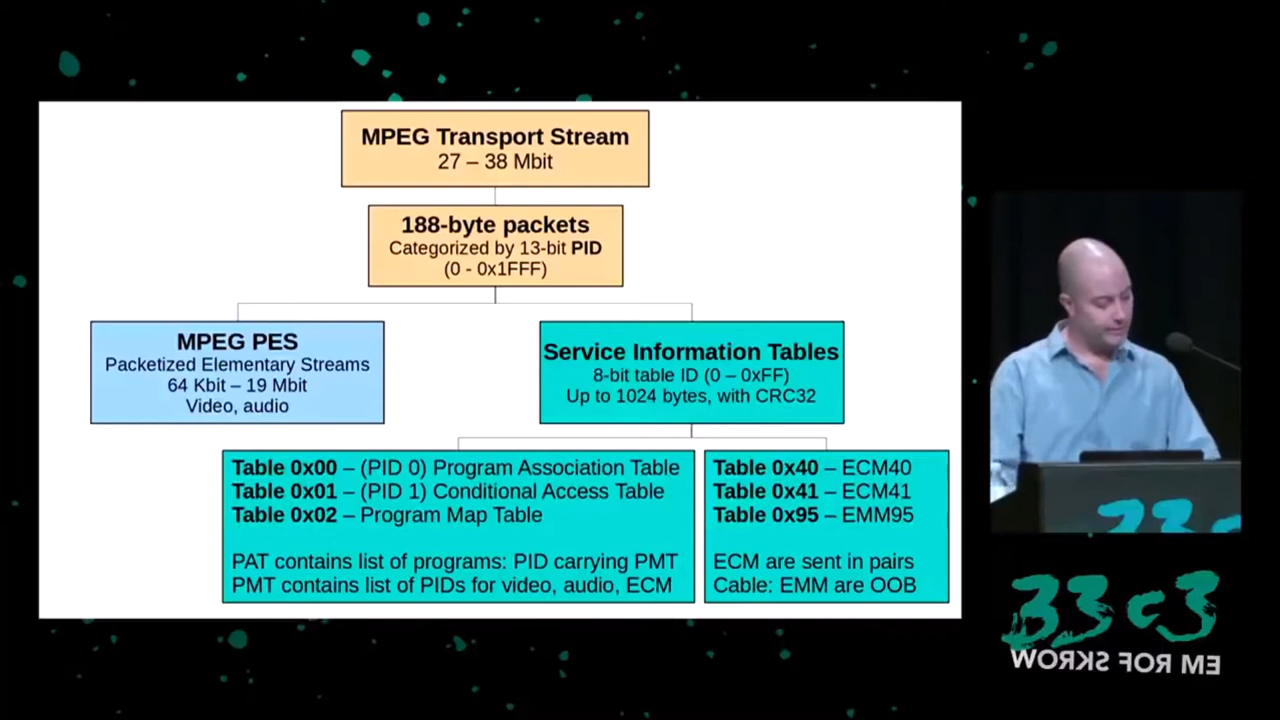 MPEG Transport Stream
27 – 38 Mbit
188-byte packets
Categorized by 13-bit PID
(0 - 0x1FFF)
MPEG PES
Packetized Elementary Streams
64 Kbit – 19 Mbit
Video, audio
Service Information Tables
8-bit table ID (0 – 0xFF)
Up to 1024 bytes, with CRC32
Table 0x00 – (PID 0) Program Association Table
Table 0x01 – (PID 1) Conditional Access Table
Table 0x02 – Program Map Table
PAT contains list of programs: PID carrying PMT
PMT contains list of PIDs for video, audio, ECM
Table 0x40 – ECM40
Table 0x41 – ECM41
Table 0x95 – EMM95
ECM are sent in pairs
Cable: EMM are OOB
33c3
33c3
WORKS FOR ME